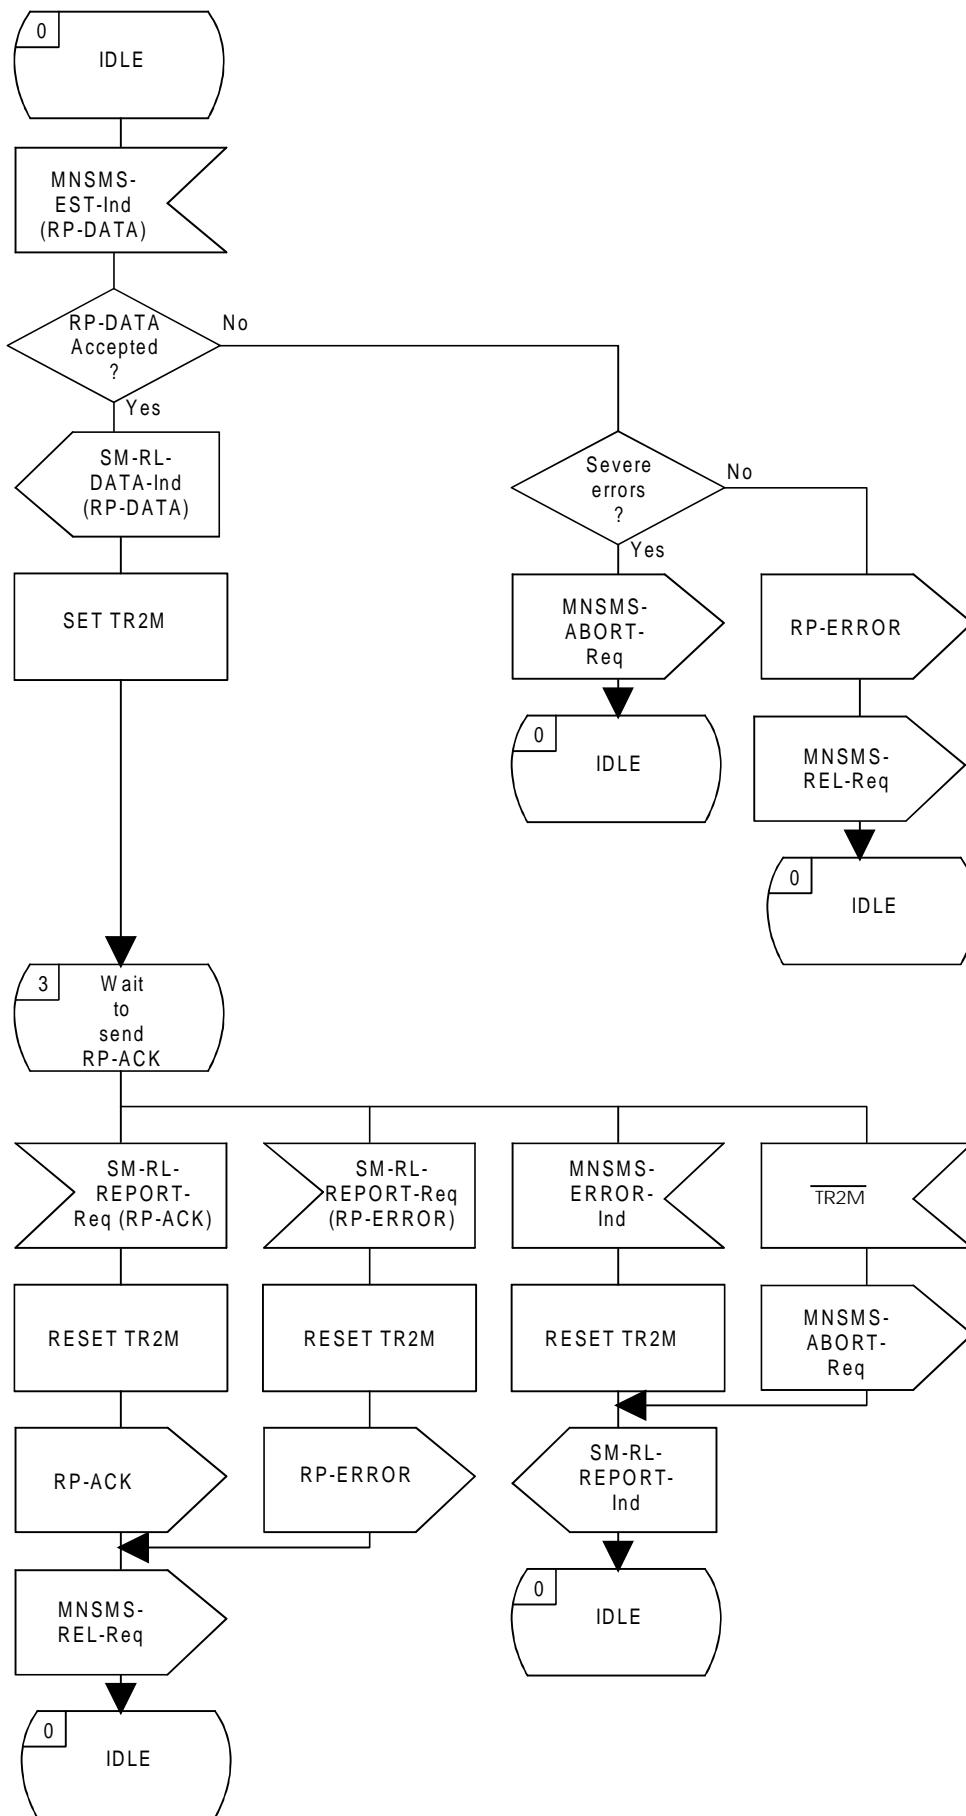 0
IDLE
MNSMS-
EST-Ind
(RP-DATA)
RP-DATA
Accepted
?
No
Yes
SM-RL-
DATA-Ind
(RP-DATA)
Severe
errors
?
No
Yes
SET TR2M
MNSMS-
ABORT-
Req
RP-ERROR
0
IDLE
MNSMS-
REL-Req
0
IDLE
3
Wait
to
send
RP-ACK
SM-RL-
REPORT-
Req (RP-ACK)
SM-RL-
REPORT-Req
(RP-ERROR)
MNSMS-
ERROR-
Ind
TR2M
RESET TR2M
RESET TR2M
RESET TR2M
MNSMS-
ABORT-
Req
RP-ACK
RP-ERROR
SM-RL-
REPORT-
Ind
MNSMS-
REL-Req
0
IDLE
0
IDLE